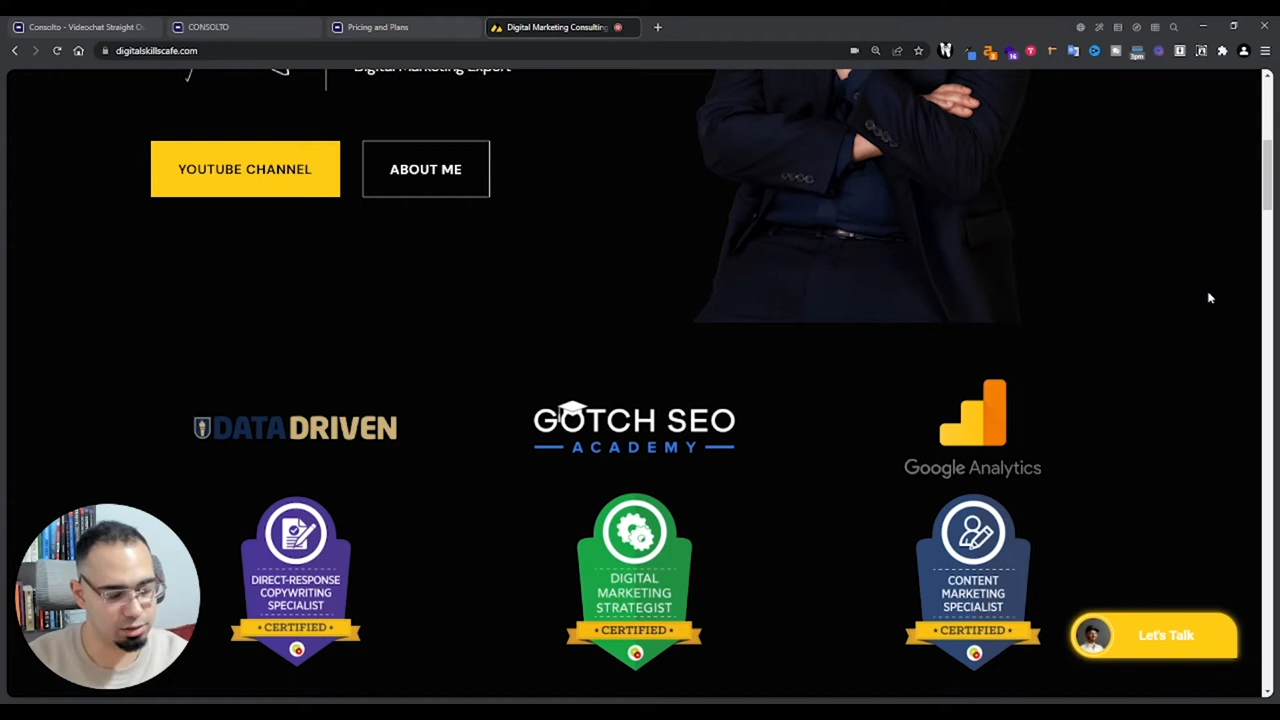 Consolto - Videochat Straight O
CONSOLTO
Pricing and Plans
Digital Marketing Consulting
digitalskillscafe.com
16
3pm
Digital Marketing Expert
YOUTUBE CHANNEL
ABOUT ME
DATA DRIVEN
GOTCH SEO
ACADEMY
Google Analytics
DIRECT-RESPONSE
COPYWRITING
SPECIALIST
CERTIFIED
DIGITAL
MARKETING
STRATEGIST
CERTIFIED
CONTENT
MARKETING
SPECIALIST
CERTIFIED
Let's Talk